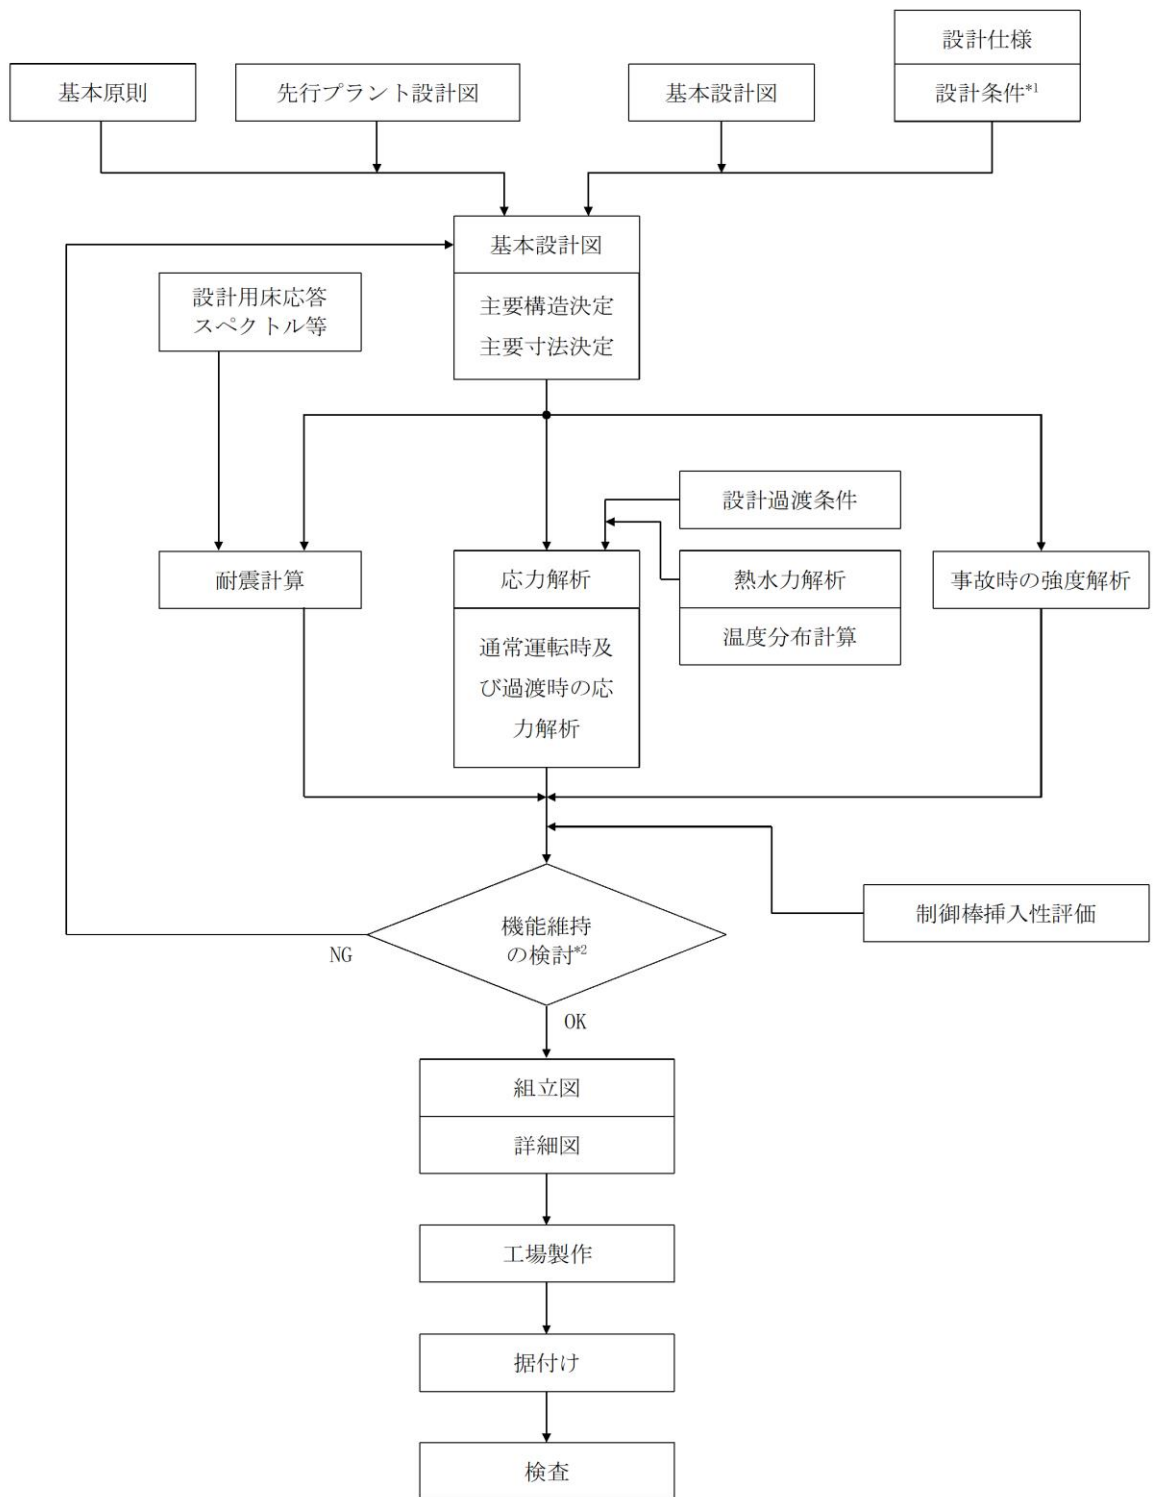 設計仕様
基本原則
先行プラント設計図
基本設計図
設計条件*1
基本設計図
主要構造決定
主要寸法決定
設計用床応答
スペクトル等
設計過渡条件
耐震計算
応力解析
熱水力解析
事故時の強度解析
温度分布計算
通常運転時及
び過渡時の応
力解析
制御棒挿入性評価
機能維持
の検討*2
NG
OK
組立図
詳細図
工場製作
据付け
検査